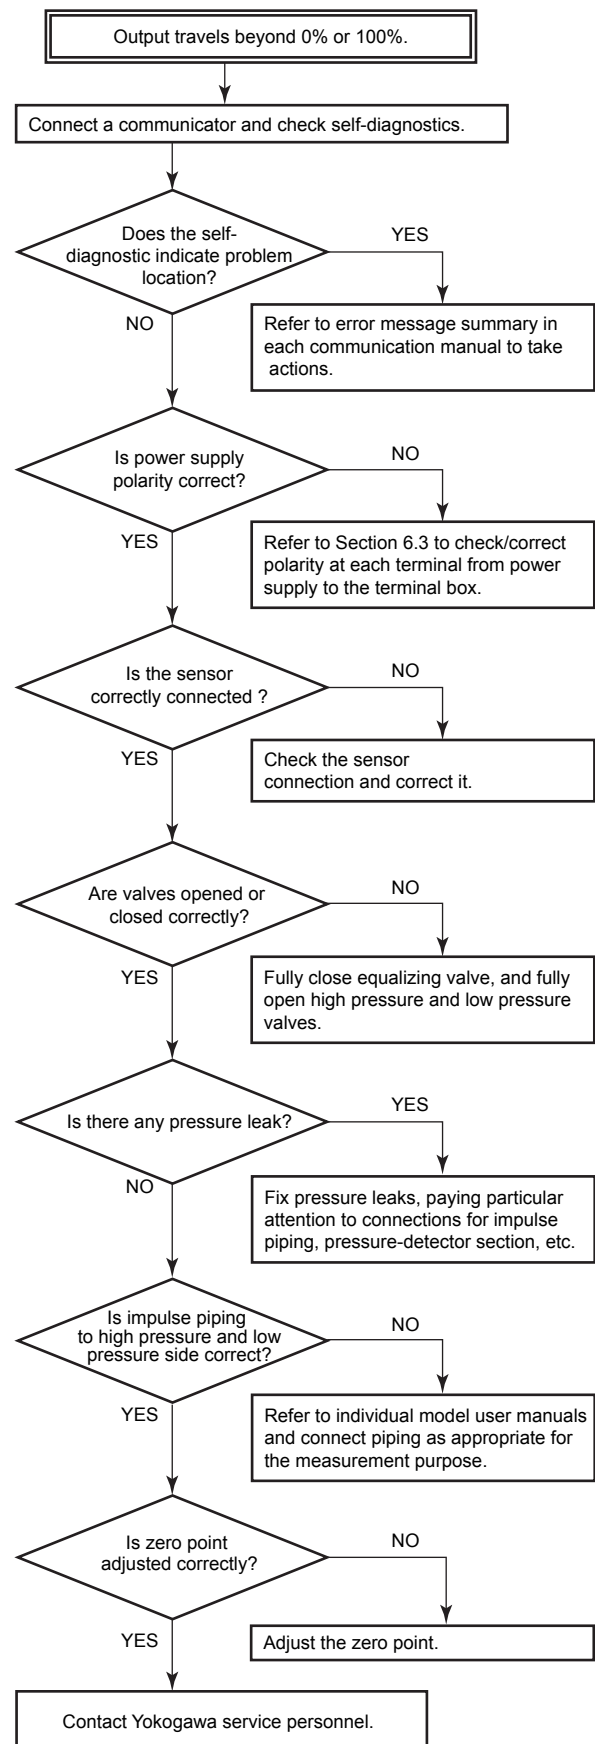 Output travels beyond 0% or 100%.
Connect a communicator and check self-diagnostics.
Does the self-
diagnostic indicate problem
location?
YES
NO
Refer to error message summary in
each communication manual to take
actions.
Is power supply
polarity correct?
NO
YES
Refer to Section 6.3 to check/correct
polarity at each terminal from power
supply to the terminal box.
Is the sensor
correctly connected ?
NO
YES
Check the sensor
connection and correct it.
Are valves opened or
closed correctly?
NO
YES
Fully close equalizing valve, and fully
open high pressure and low pressure
valves.
Is there any pressure leak?
YES
NO
Fix pressure leaks, paying particular
attention to connections for impulse
piping, pressure-detector section, etc.
Is impulse piping
to high pressure and low
pressure side correct?
NO
YES
Refer to individual model user manuals
and connect piping as appropriate for
the measurement purpose.
Is zero point
adjusted correctly?
NO
YES
Adjust the zero point.
Contact Yokogawa service personnel.